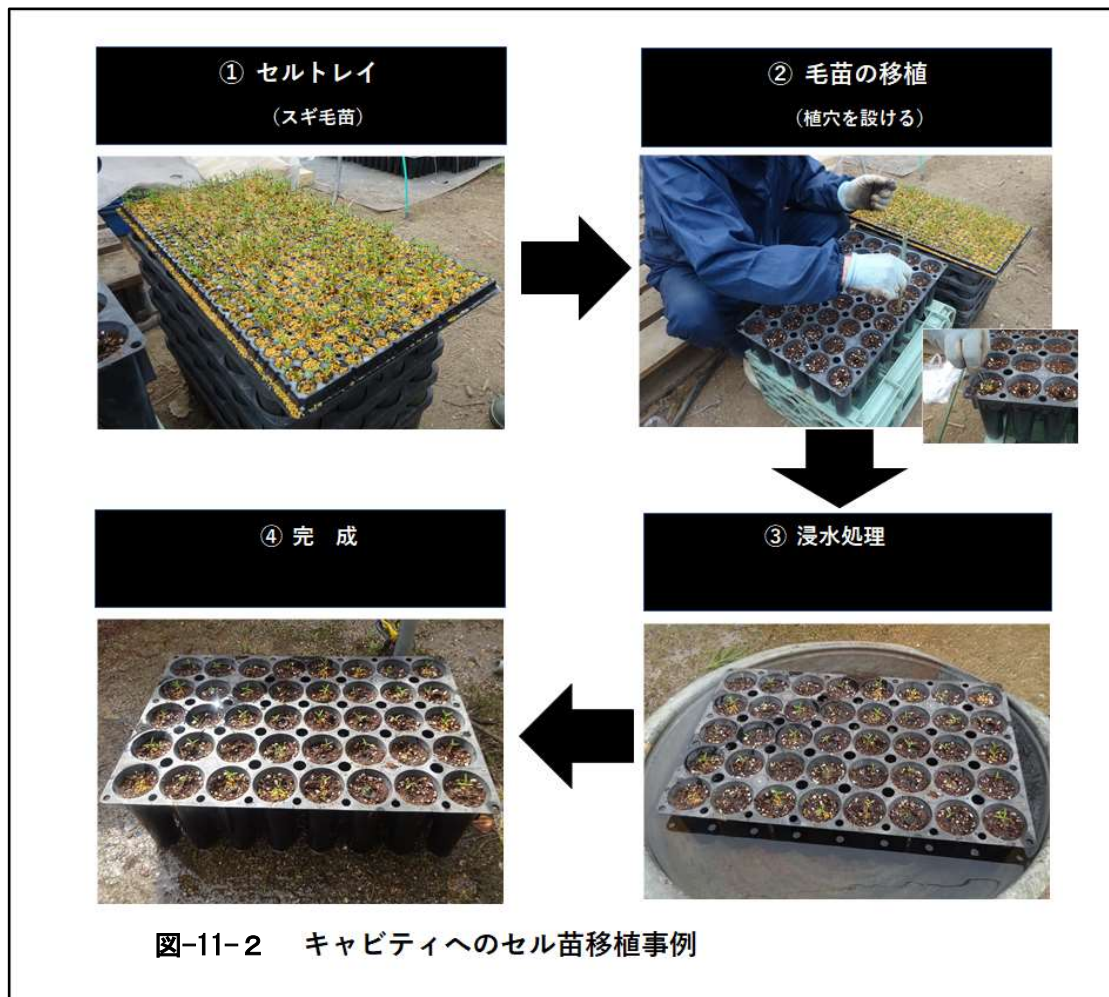 ① セルトレイ
（スギ毛苗）
② 毛苗の移植
（植穴を設ける）
③ 浸水処理
④ 完　成
図-11-２　キャビティへのセル苗移植事例